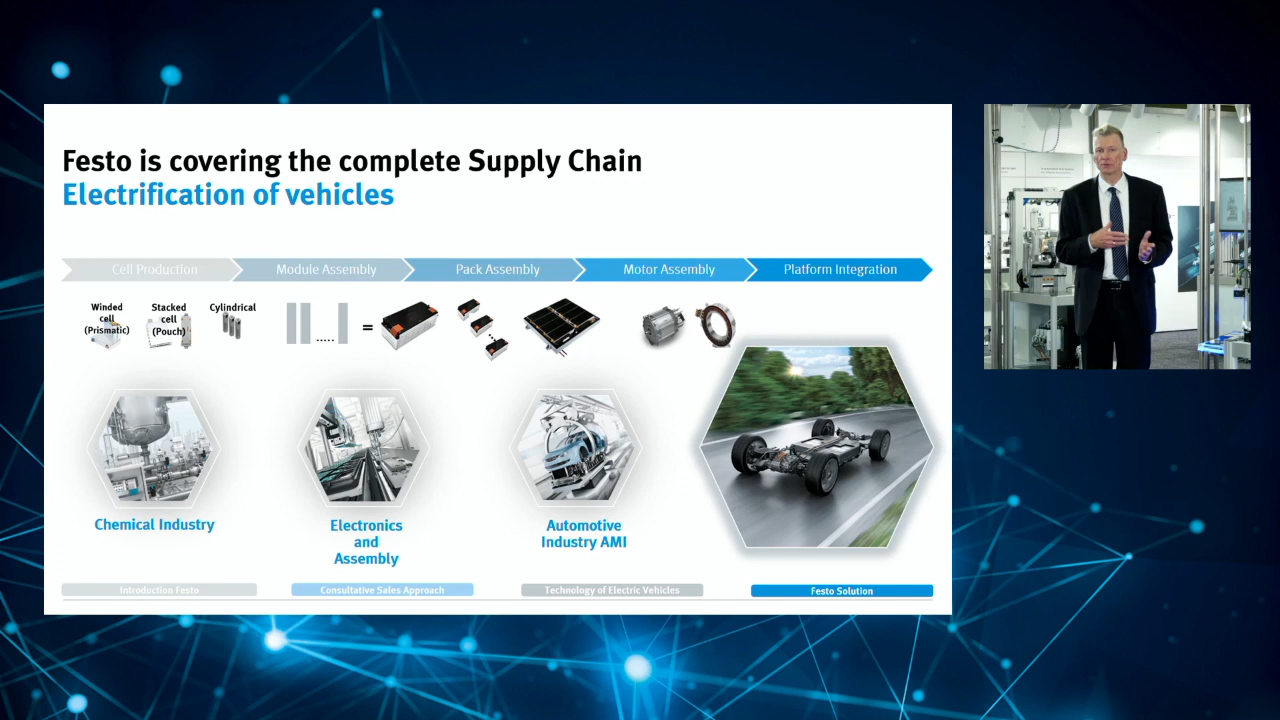 Festo is covering the complete Supply Chain
Electrification of vehicles
Cell Production
Module Assembly
Pack Assembly
Motor Assembly
Platform Integration
Winded
cell
(Prismatic)
Stacked
cell
(Pouch)
Cylindrical
.....
=
Chemical Industry
Electronics
and
Assembly
Automotive
Industry AMI
Introduction Festo
Consultative Sales Approach
Technology of Electric Vehicles
Festo Solution